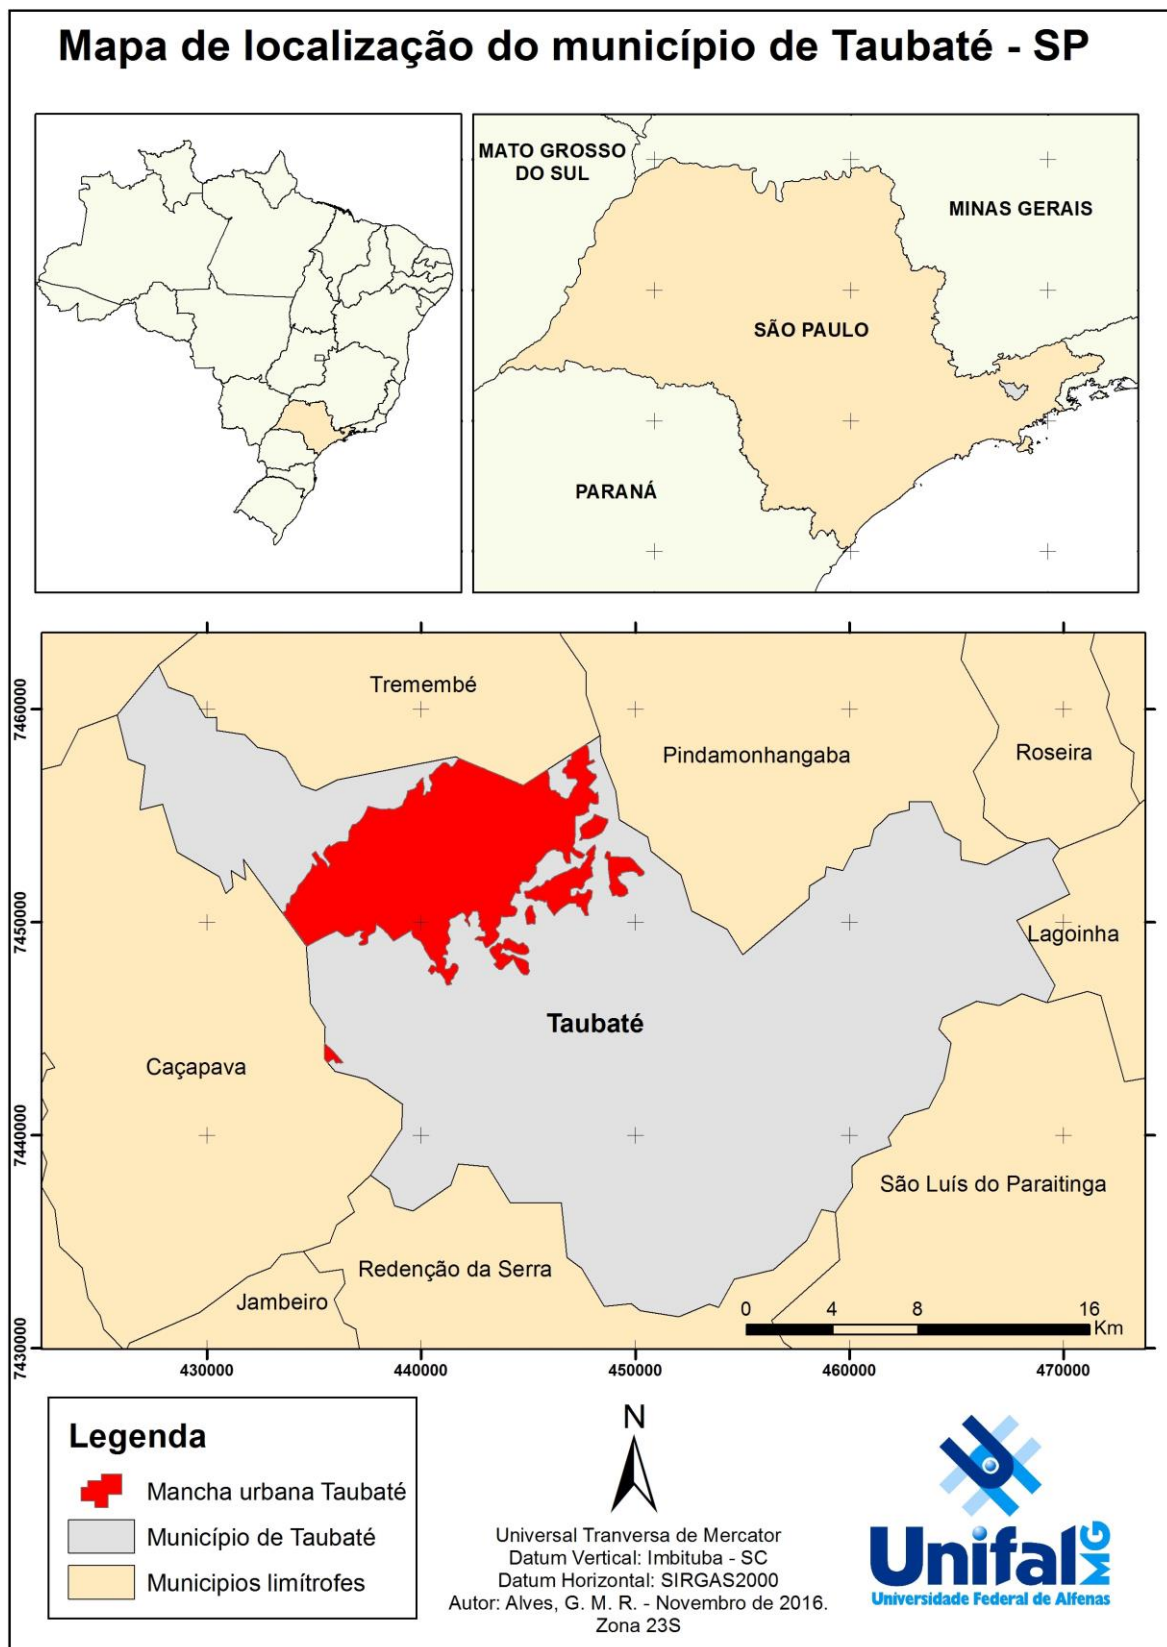 Mapa de localização do município de Taubaté - SP
MATO GROSSO
DO SUL
MINAS GERAIS
SÃO PAULO
PARANÁ
Tremembé
Pindamonhangaba
Roseira
Lagoinha
Taubaté
Caçapava
São Luís do Paraitinga
Redenção da Serra
Jambeiro
0 4 8 16
Km
7460000
7450000
7440000
7430000
430000 440000 450000 460000 470000
Legenda
Mancha urbana Taubaté
Município de Taubaté
Municipios limítrofes
N
Universal Tranversa de Mercator
Datum Vertical: Imbituba - SC
Datum Horizontal: SIRGAS2000
Autor: Alves, G. M. R. - Novembro de 2016.
Zona 23S
Unifal MG
Universidade Federal de Alfenas